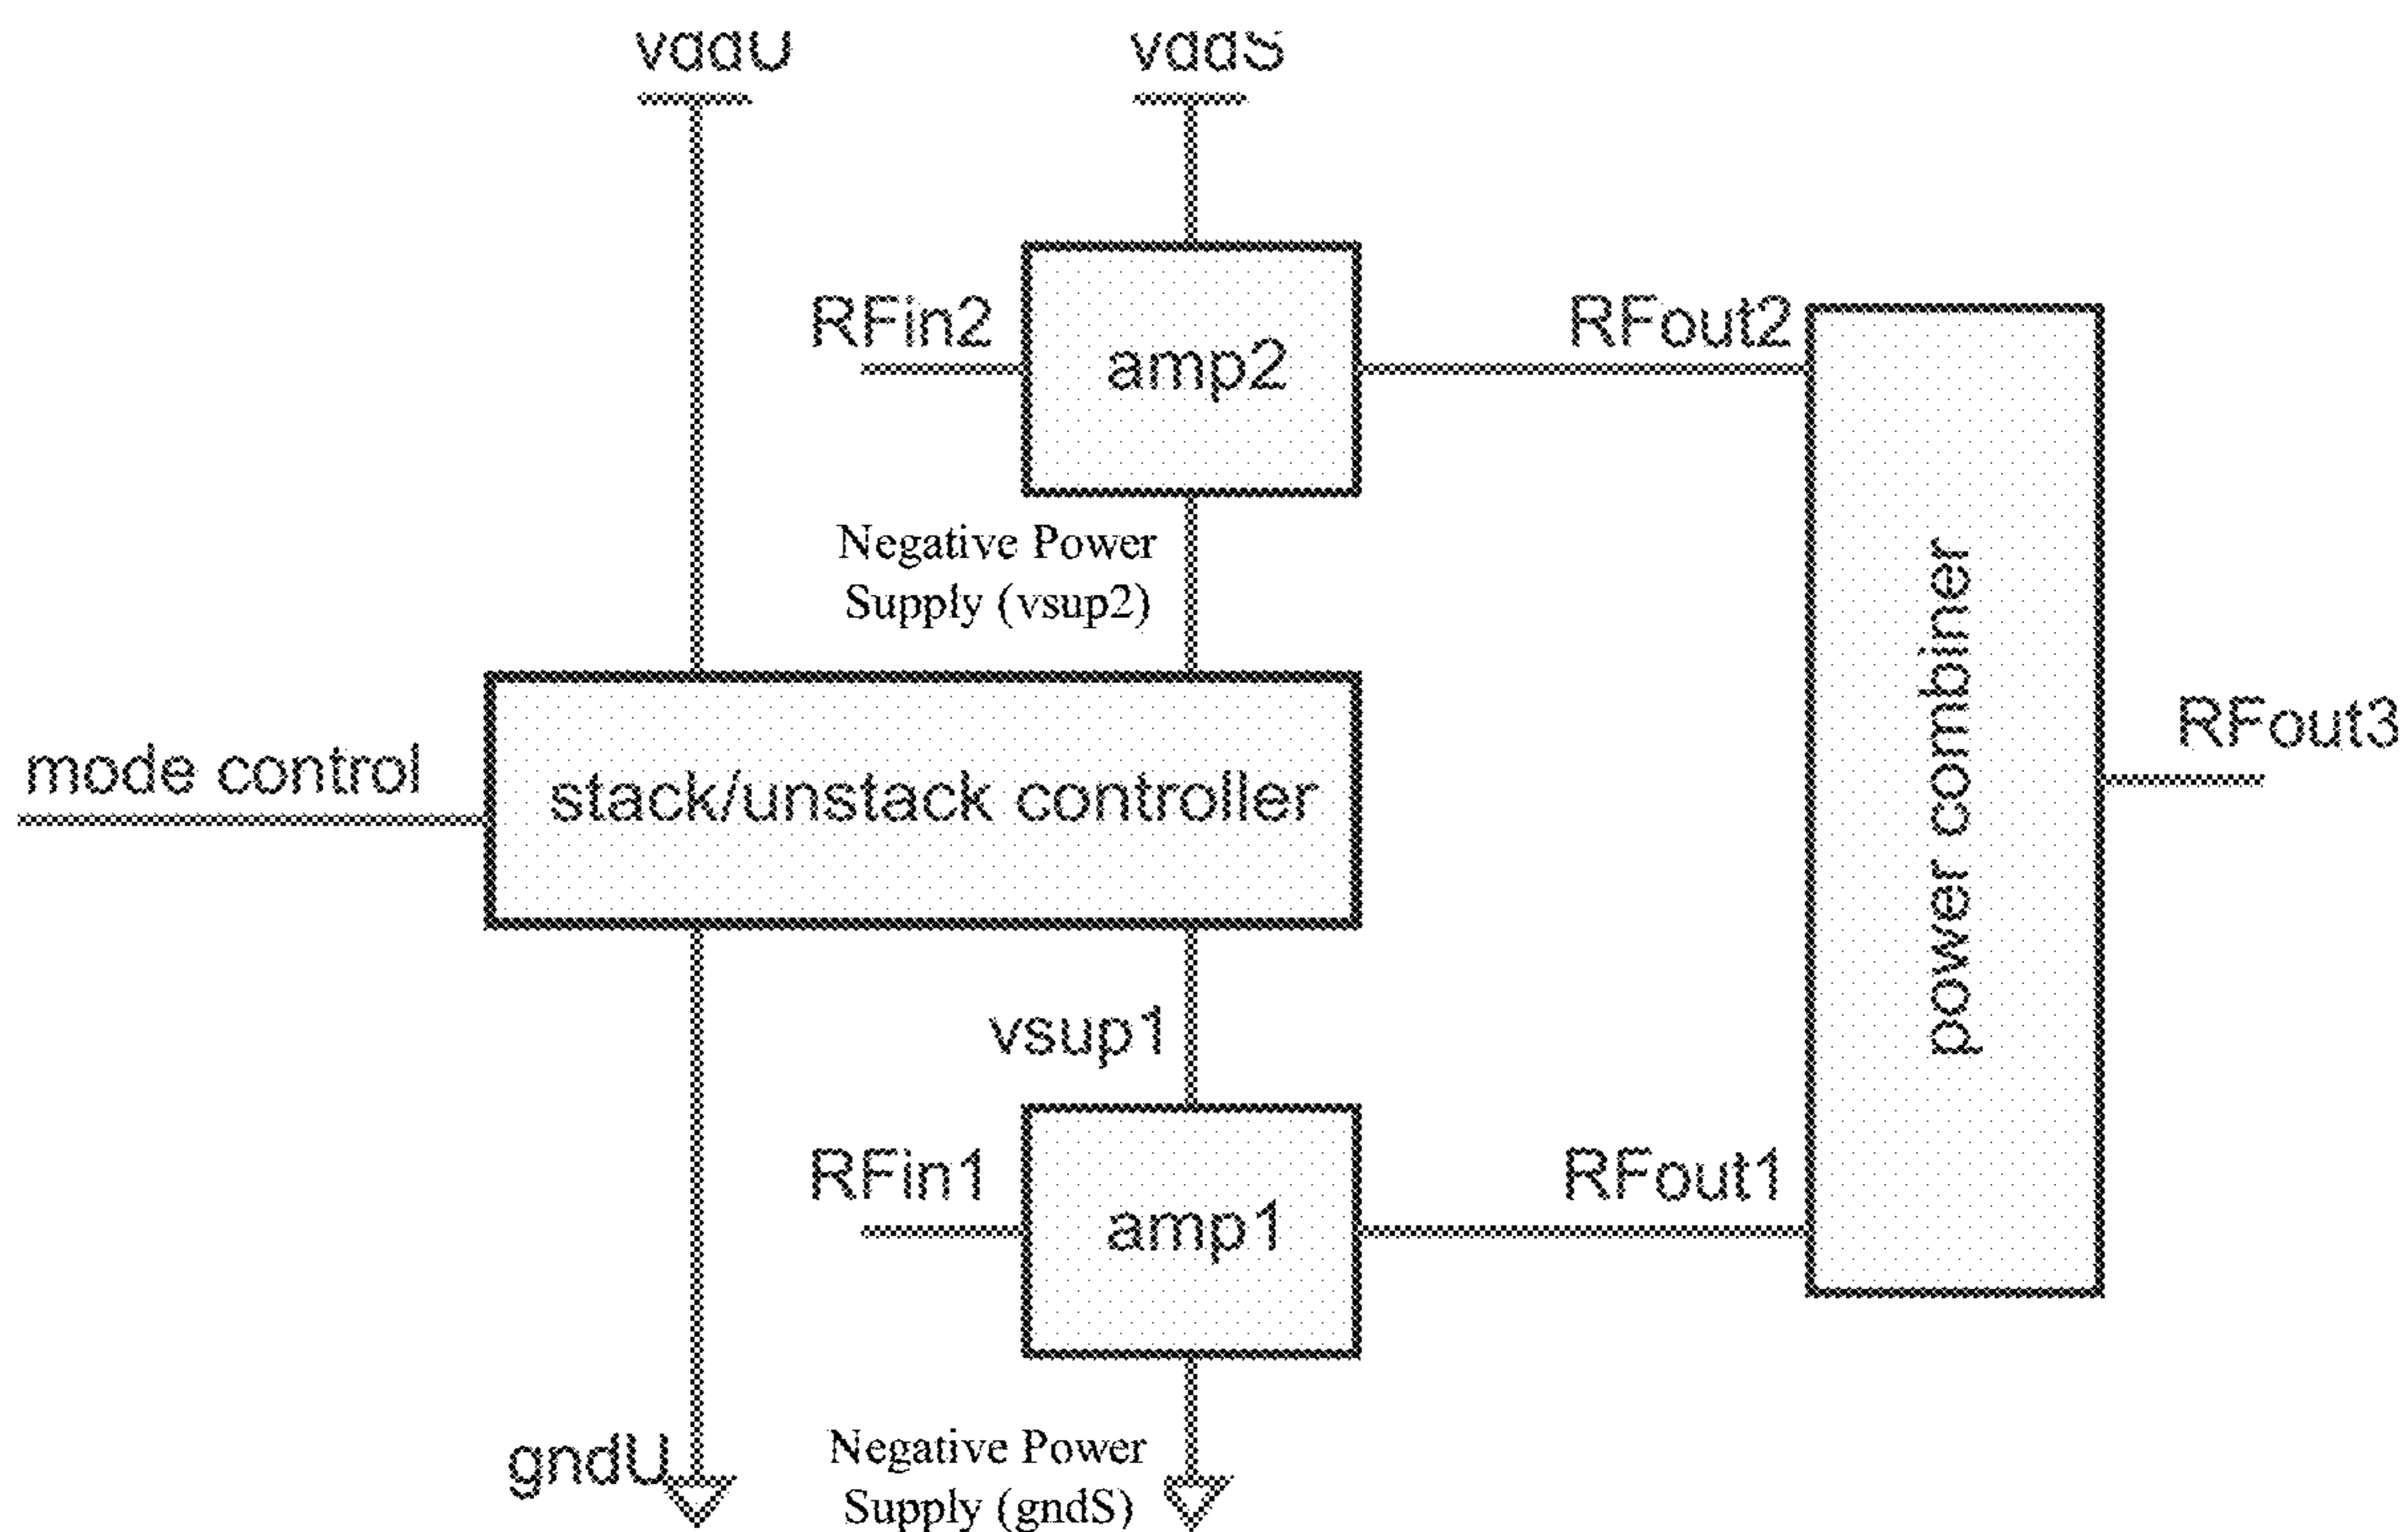 vddU
vddS
RFin2
amp2
RFout2
Negative Power
Supply (vsup2)
mode control
stack/unstack controller
power combiner
RFout3
vsup1
RFin1
amp1
RFout1
gndU
Negative Power
Supply (gndS)